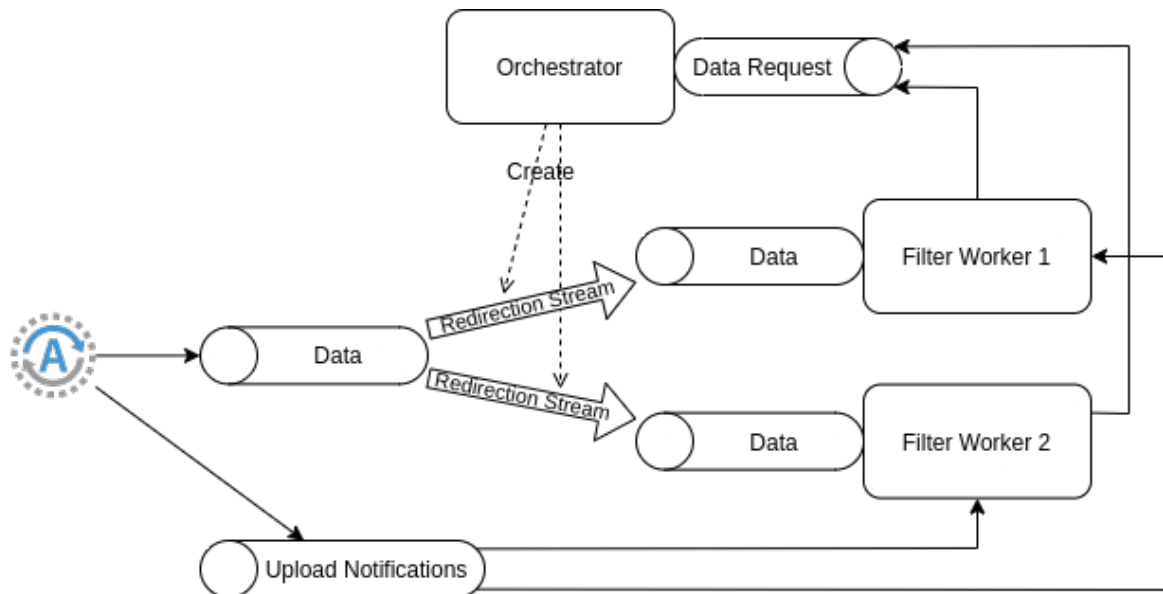 Orchestrator
Data Request
Create
Data
Filter Worker 1
Redirection Stream
A
Data
Redirection Stream
Data
Filter Worker 2
Upload Notifications